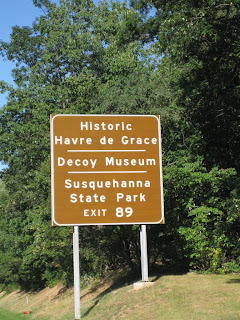 Historic
Havre de Grace
Decoy Museum
Susquehanna
State Park
EXIT 89